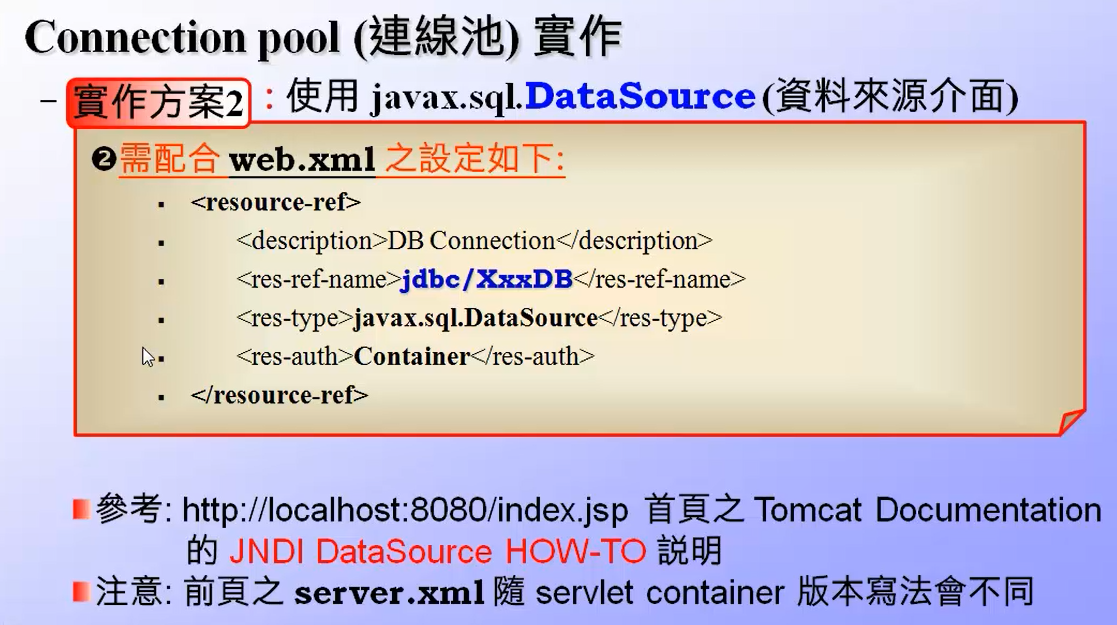 Connection pool (連線池) 實作
– 實作方案2 : 使用 javax.sql.DataSource (資料來源介面)
❷需配合 web.xml 之設定如下:
▪ <resource-ref>
▪ <description>DB Connection</description>
▪ <res-ref-name>jdbc/XxxDB</res-ref-name>
▪ <res-type>javax.sql.DataSource</res-type>
▪ <res-auth>Container</res-auth>
▪ </resource-ref>
參考: http://localhost:8080/index.jsp 首頁之 Tomcat Documentation
的 JNDI DataSource HOW-TO 説明
注意: 前頁之 server.xml 隨 servlet container 版本寫法會不同